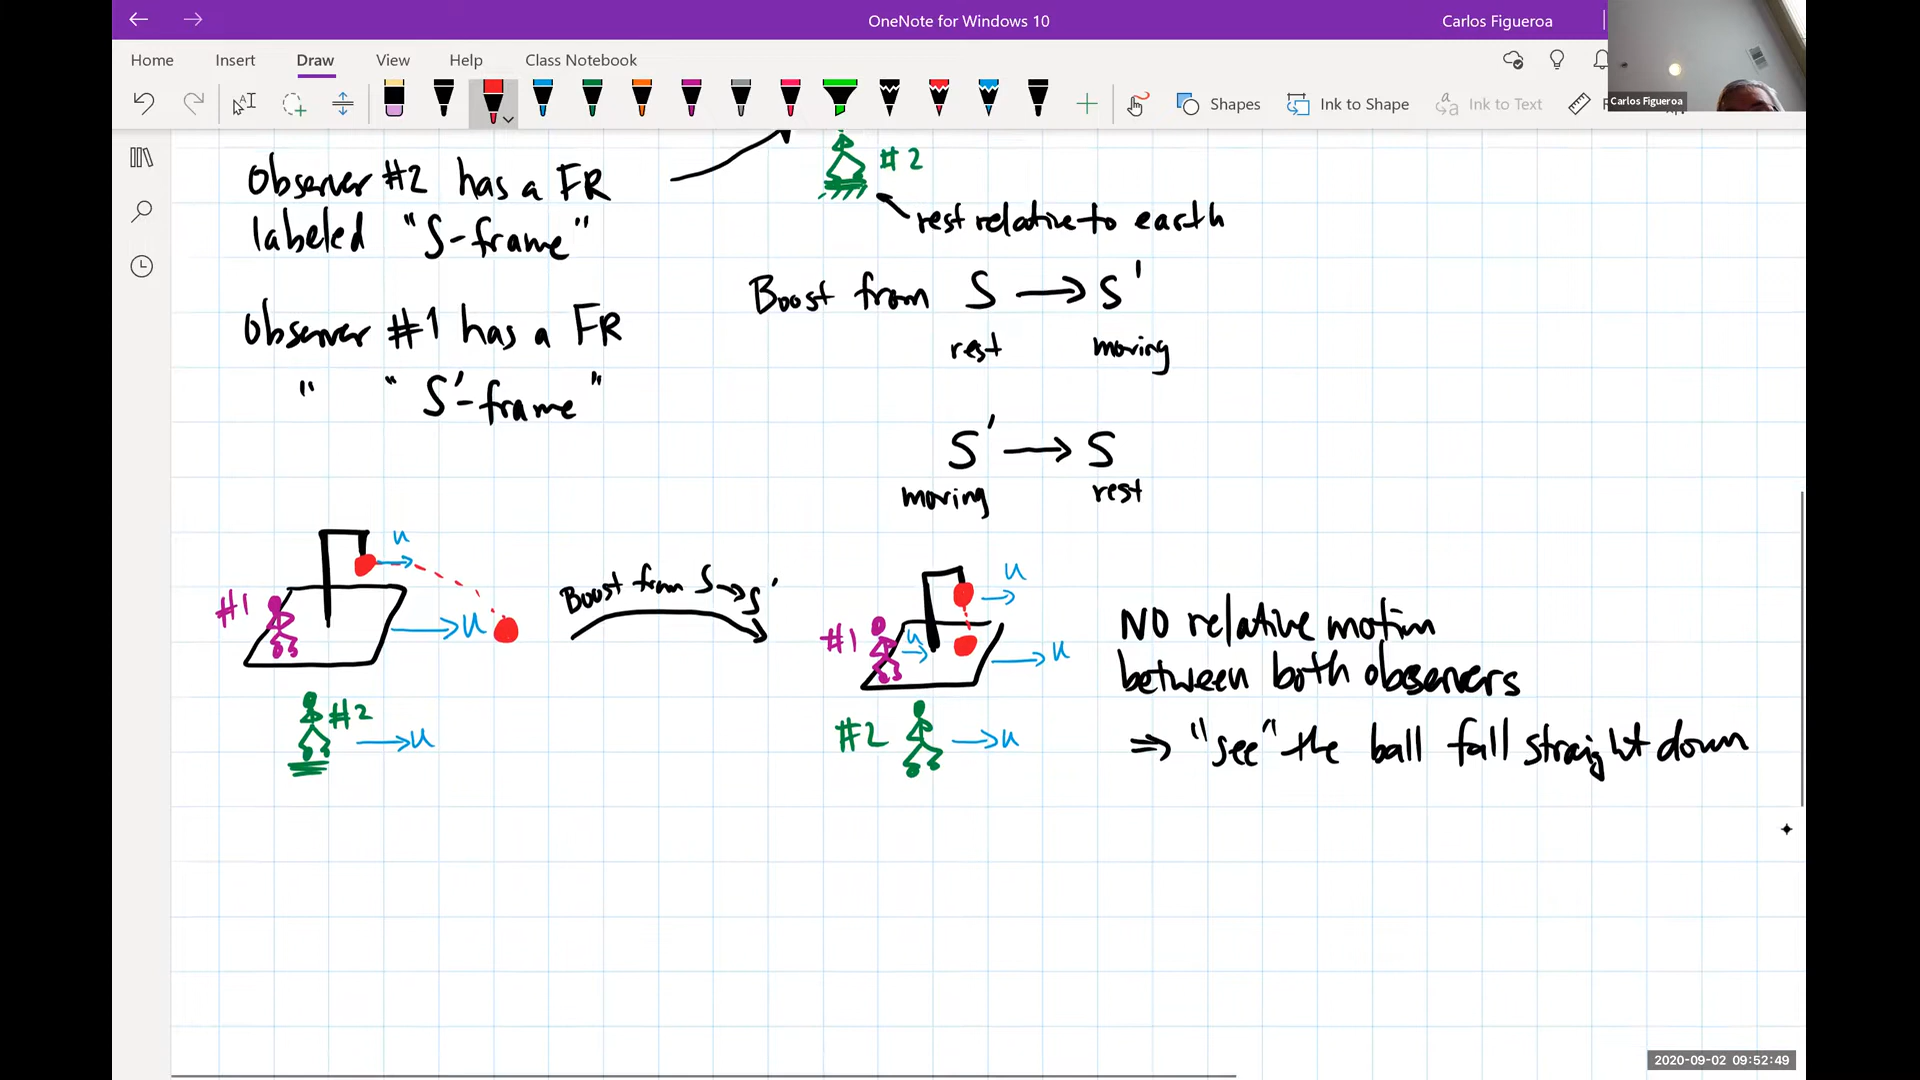 OneNote for Windows 10
Carlos Figueroa
Home Insert Draw View Help Class Notebook
Shapes Ink to Shape Ink to Text
Carlos Figueroa
Observer #2 has a FR
labeled "S-frame"
#2
rest relative to earth
Boost from S → S'
rest moving
Observer #1 has a FR
" " S'-frame "
S' → S
moving rest
u
#1
u
#2
u
Boost from S→S'
u
#1
u
u
#2
u
NO relative motion
between both observers
⇒ "see" the ball fall straight down
2020-09-02 09:52:49